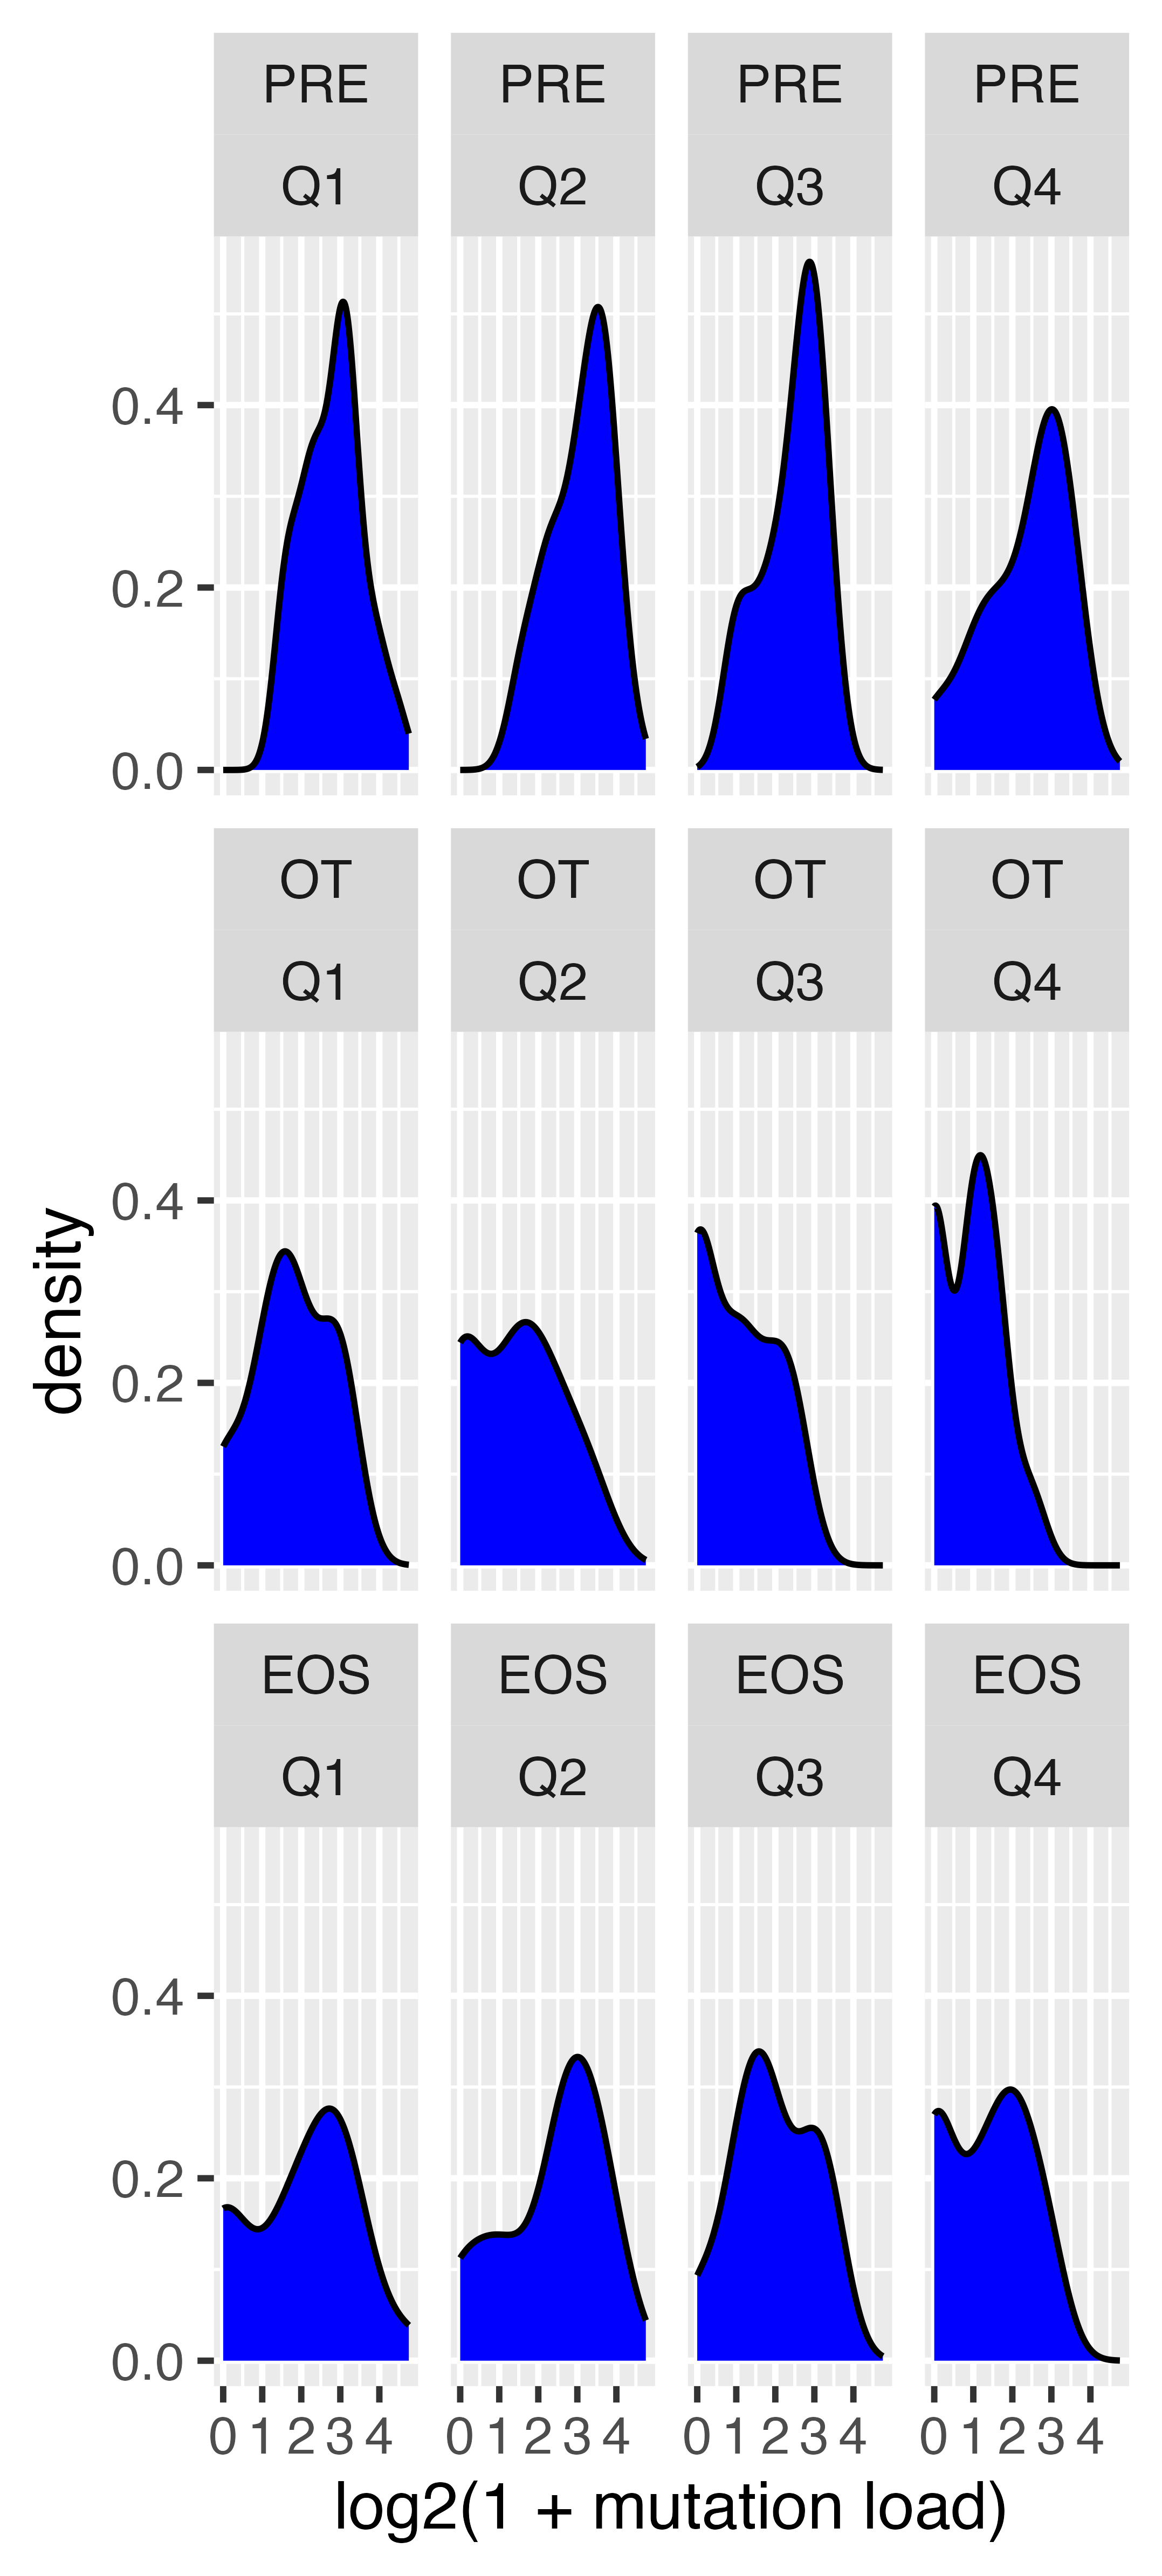 PRE PRE PRE PRE
Q1 Q2 Q3 Q4
0.4
0.2
0.0
OT OT OT OT
Q1 Q2 Q3 Q4
density
0.4
0.2
0.0
EOS EOS EOS EOS
Q1 Q2 Q3 Q4
0.4
0.2
0.0
0 1 2 3 4 0 1 2 3 4 0 1 2 3 4 0 1 2 3 4
log2(1 + mutation load)